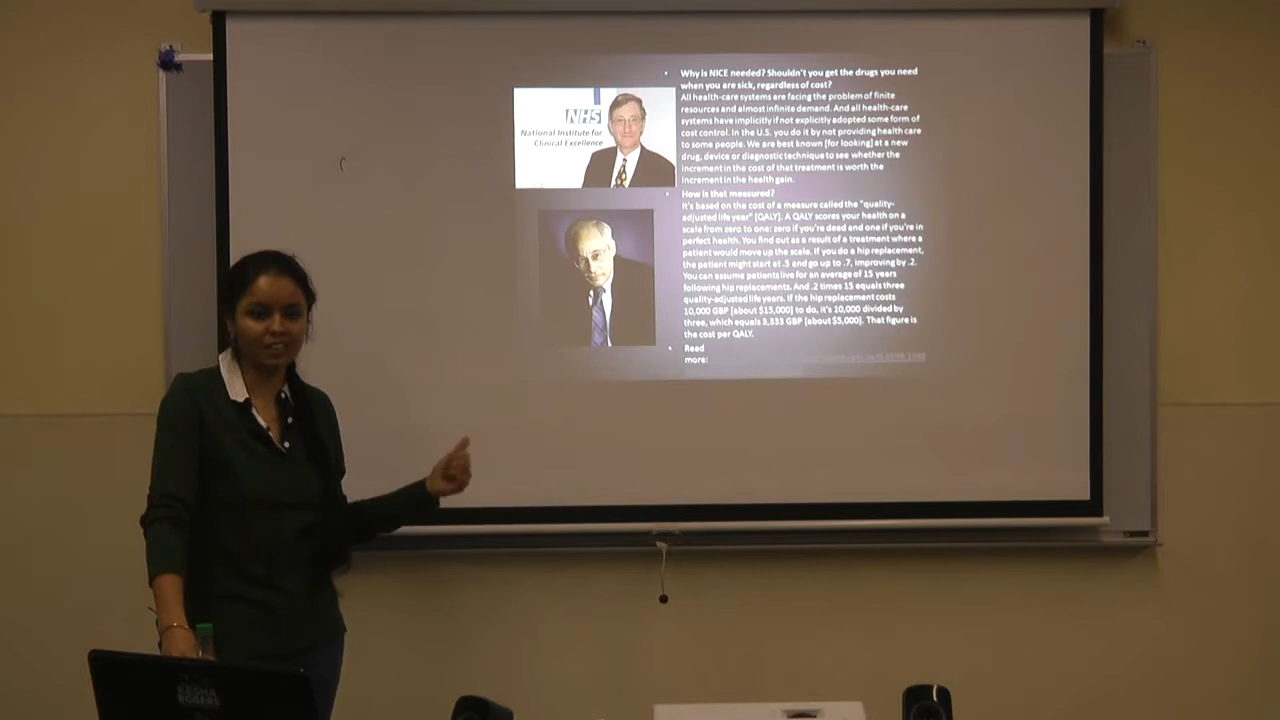 • Why is NICE needed? Shouldn't you get the drugs you need
when you are sick, regardless of cost?
All health-care systems are facing the problem of finite
resources and almost infinite demand. And all health-care
systems have implicitly if not explicitly adopted some form of
cost control. In the U.S. you do it by not providing health care
to some people. We are best known [for looking] at a new
drug, device or diagnostic technique to see whether the
increment in the cost of that treatment is worth the
increment in the health gain.
• How is that measured?
It's based on the cost of a measure called the "quality-
adjusted life year" [QALY]. A QALY scores your health on a
scale from zero to one: zero if you're dead and one if you're in
perfect health. You find out as a result of a treatment where a
patient would move up the scale. If you do a hip replacement,
the patient might start at .5 and go up to .7, improving by .2.
You can assume patients live for an average of 15 years
following hip replacements. And .2 times 15 equals three
quality-adjusted life years. If the hip replacement costs
10,000 GBP [about $15,000] to do, it's 10,000 divided by
three, which equals 3,333 GBP [about $5,000]. That figure is
the cost per QALY.
• Read
more:
NHS
National Institute for
Clinical Excellence
KESHA
ROGERS